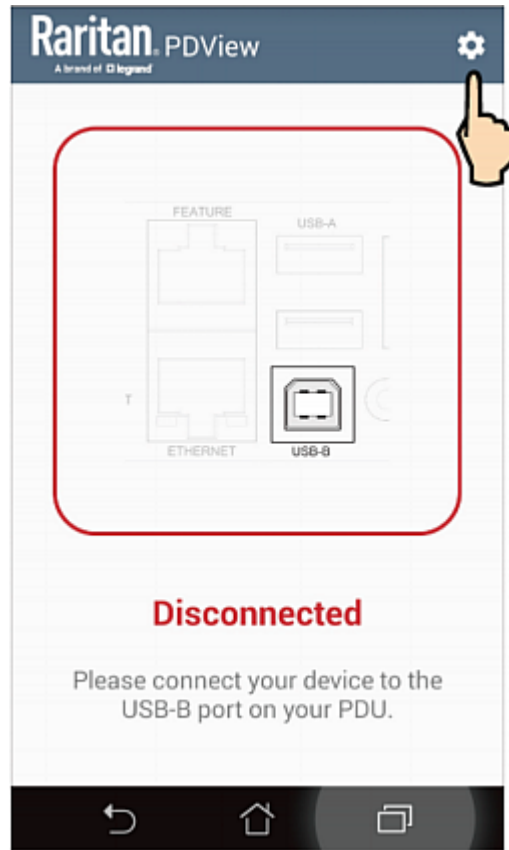 Raritan. PDView
A brand of legrand
FEATURE
USB-A
T
ETHERNET
USB-B
Disconnected
Please connect your device to the
USB-B port on your PDU.